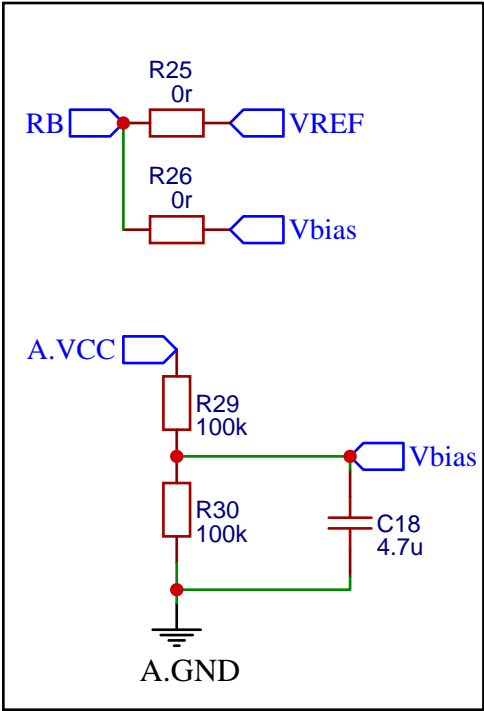 R25
0r
RB
VREF
R26
0r
Vbias
A.VCC
R29
100k
Vbias
R30
100k
C18
4.7u
A.GND